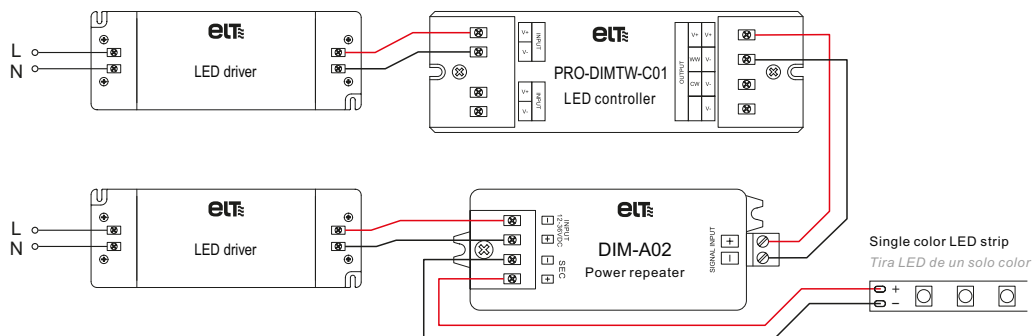 L
N
ELT
LED driver
V+
V-
INPUT
V+
V-
INPUT
ELT
PRO-DIMTW-C01
LED controller
OUTPUT
V+ V+
WW V-
CW V-
V-
L
N
ELT
LED driver
INPUT
12-36VDC
SEC
− + − +
ELT
DIM-A02
Power repeater
SIGNAL INPUT
+
−
Single color LED strip
Tira LED de un solo color
+
−